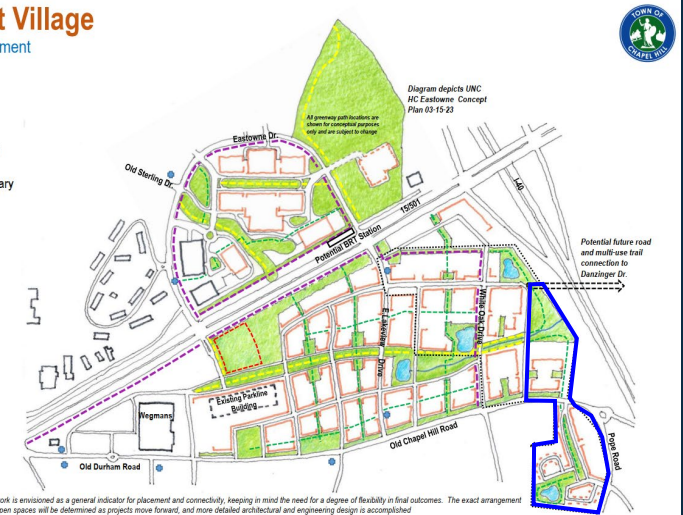 t Village
ment
TOWN OF
CHAPEL HILL
Diagram depicts UNC
HC Eastowne Concept
Plan 03-15-23
All greenway path locations are
shown for conceptual purposes
only and are subject to change
Eastowne Dr.
Old Sterling Dr.
ary
15/501
I-40
Potential BRT Station
Potential future road
and multi-use trail
connection to
Danzinger Dr.
White Oak Drive
E Lakeview
Drive
Existing Parkline
Building
Wegmans
Old Chapel Hill Road
Pope Road
Old Durham Road
ork is envisioned as a general indicator for placement and connectivity, keeping in mind the need for a degree of flexibility in final outcomes. The exact arrangement
pen spaces will be determined as projects move forward, and more detailed architectural and engineering design is accomplished